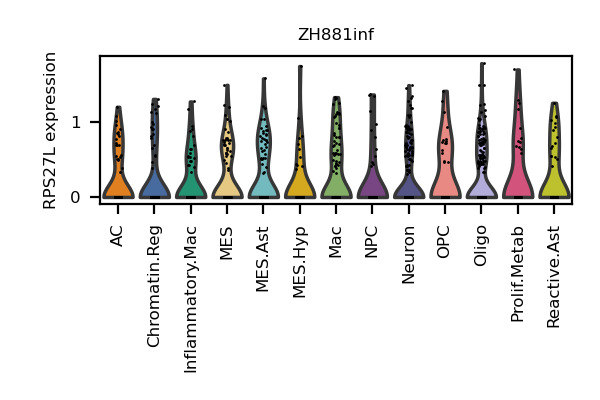 ZH881inf
RPS27L expression
1
0
AC
Chromatin.Reg
Inflammatory.Mac
MES
MES.Ast
MES.Hyp
Mac
NPC
Neuron
OPC
Oligo
Prolif.Metab
Reactive.Ast